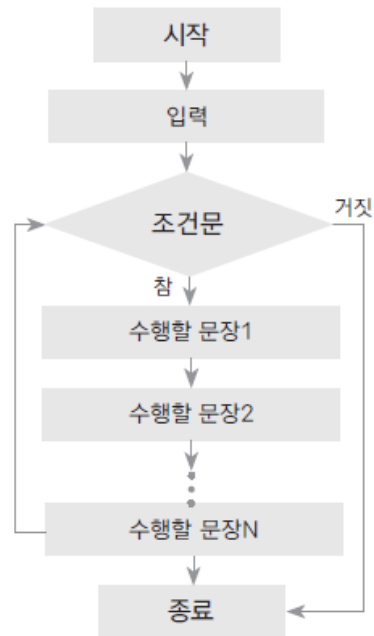 시작
입력
조건문
거짓
참
수행할 문장1
수행할 문장2
수행할 문장N
종료